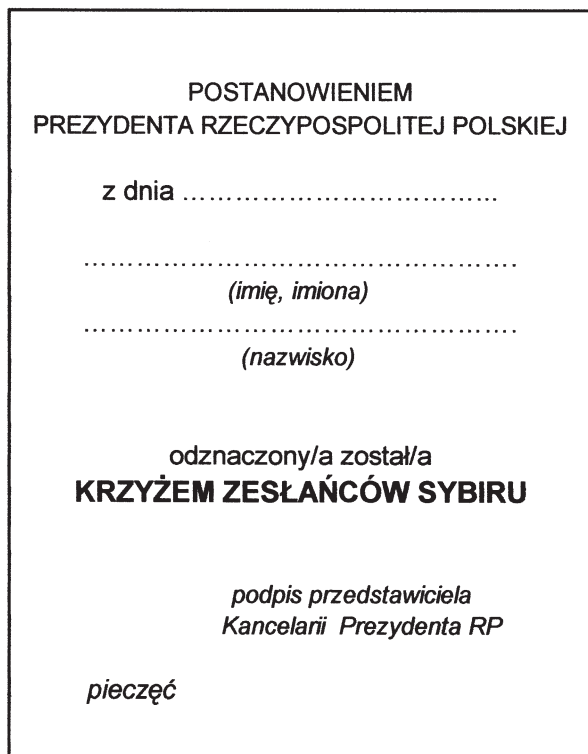 POSTANOWIENIEM
PREZYDENTA RZECZYPOSPOLITEJ POLSKIEJ
z dnia ……………………………...
…………………………………………….
(imię, imiona)
…………………………………………….
(nazwisko)
odznaczony/a został/a
KRZYŻEM ZESŁAŃCÓW SYBIRU
podpis przedstawiciela
Kancelarii Prezydenta RP
pieczęć